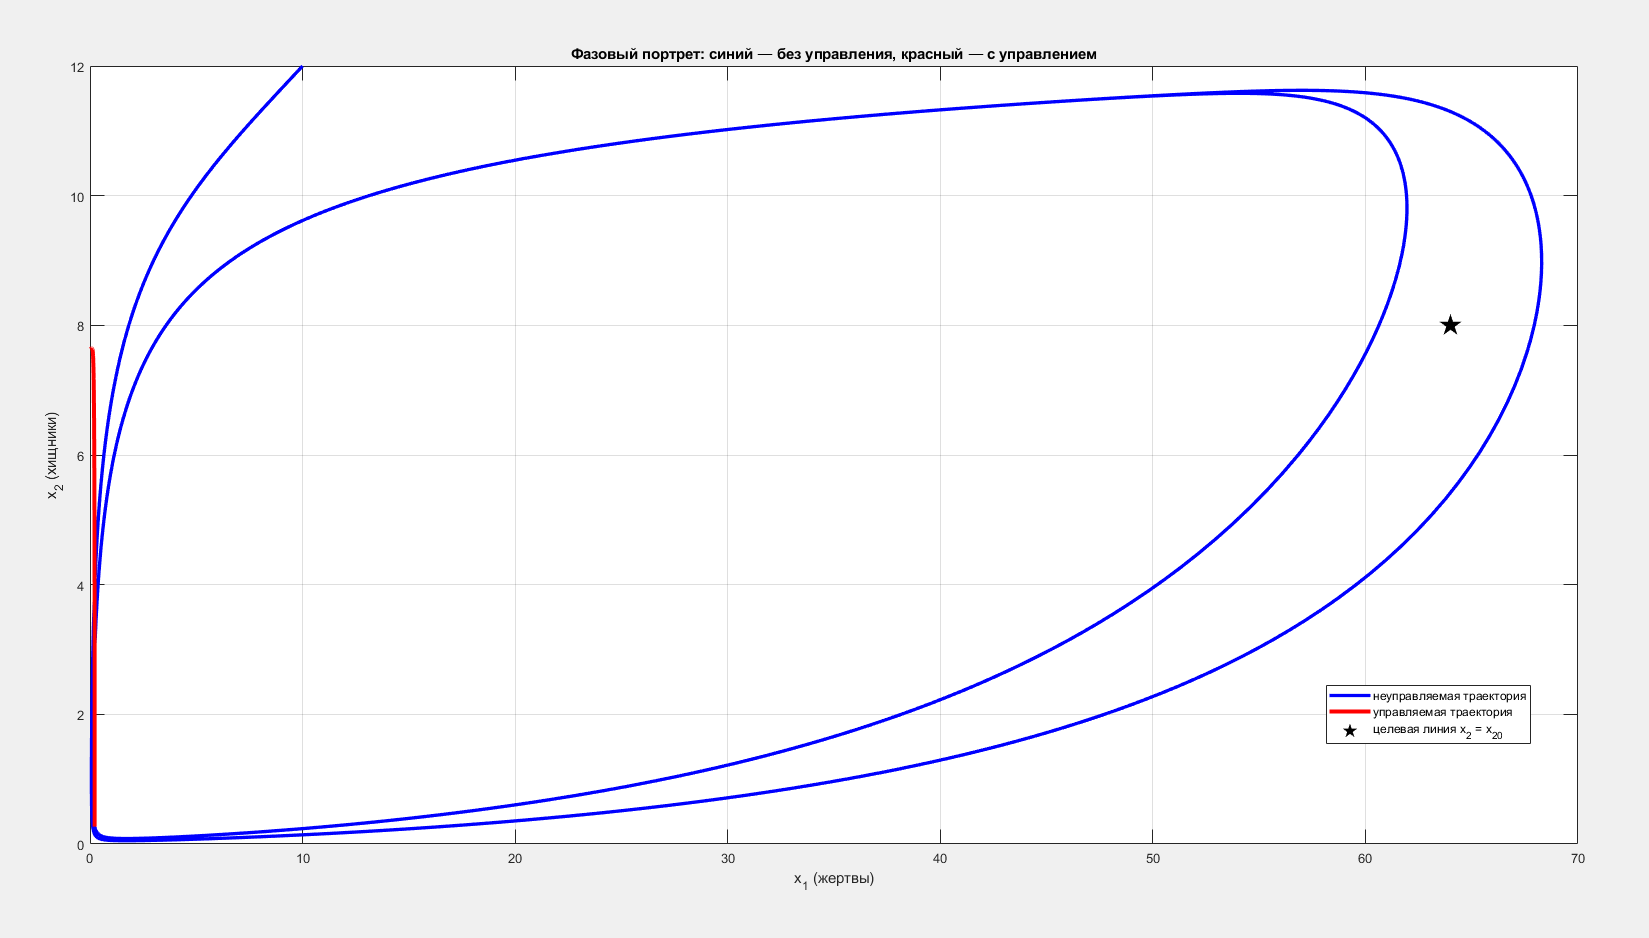 Фазовый портрет: синий — без управления, красный — с управлением
12
10
8
6
4
2
0
x2 (хищники)
0 10 20 30 40 50 60 70
x1 (жертвы)
неуправляемая траектория
управляемая траектория
целевая линия x2 = x20